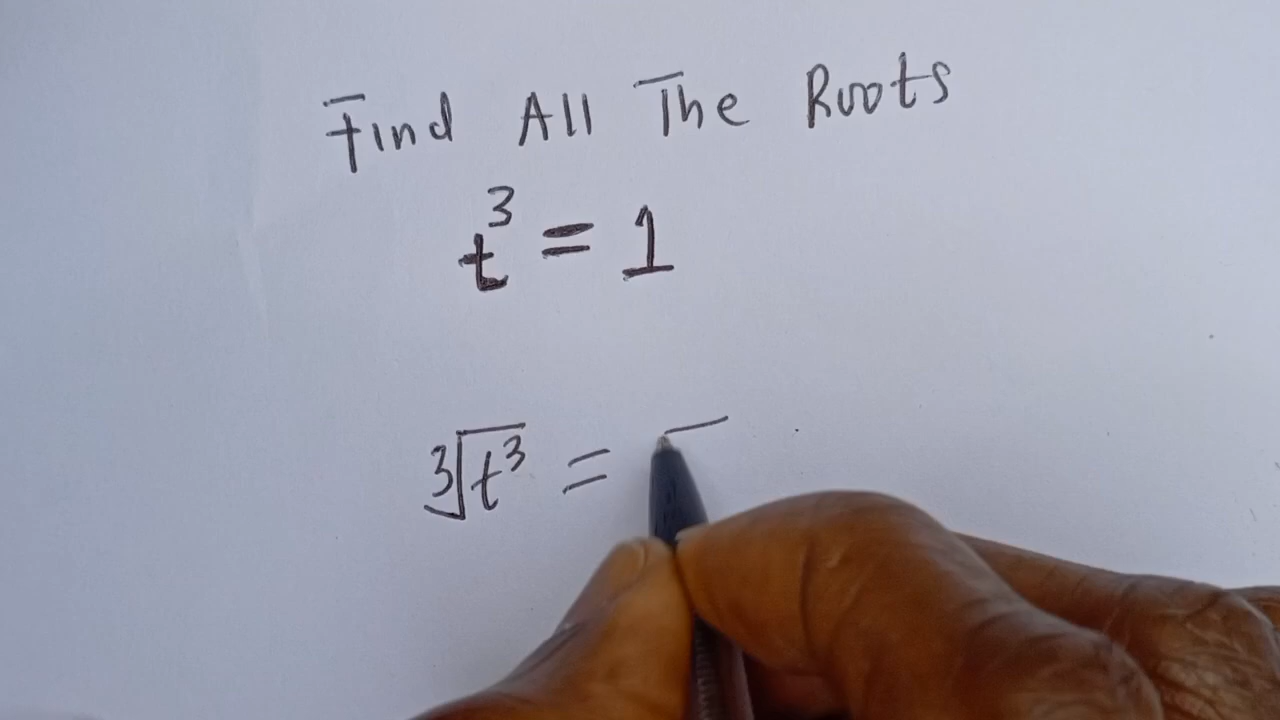 Find All The Roots
t³ = 1
∛t³ =